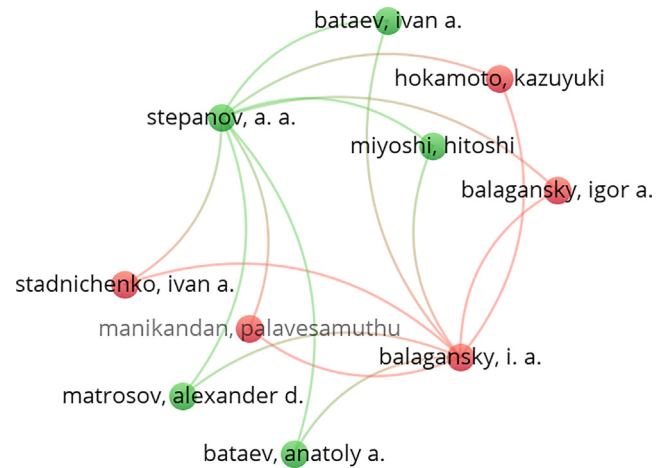 bataev, ivan a.
hokamoto, kazuyuki
stepanov, a. a.
miyoshi, hitoshi
balagansky, igor a.
stadnichenko, ivan a.
manikandan, palavesamuthu
balagansky, i. a.
matrosov, alexander d.
bataev, anatoly a.